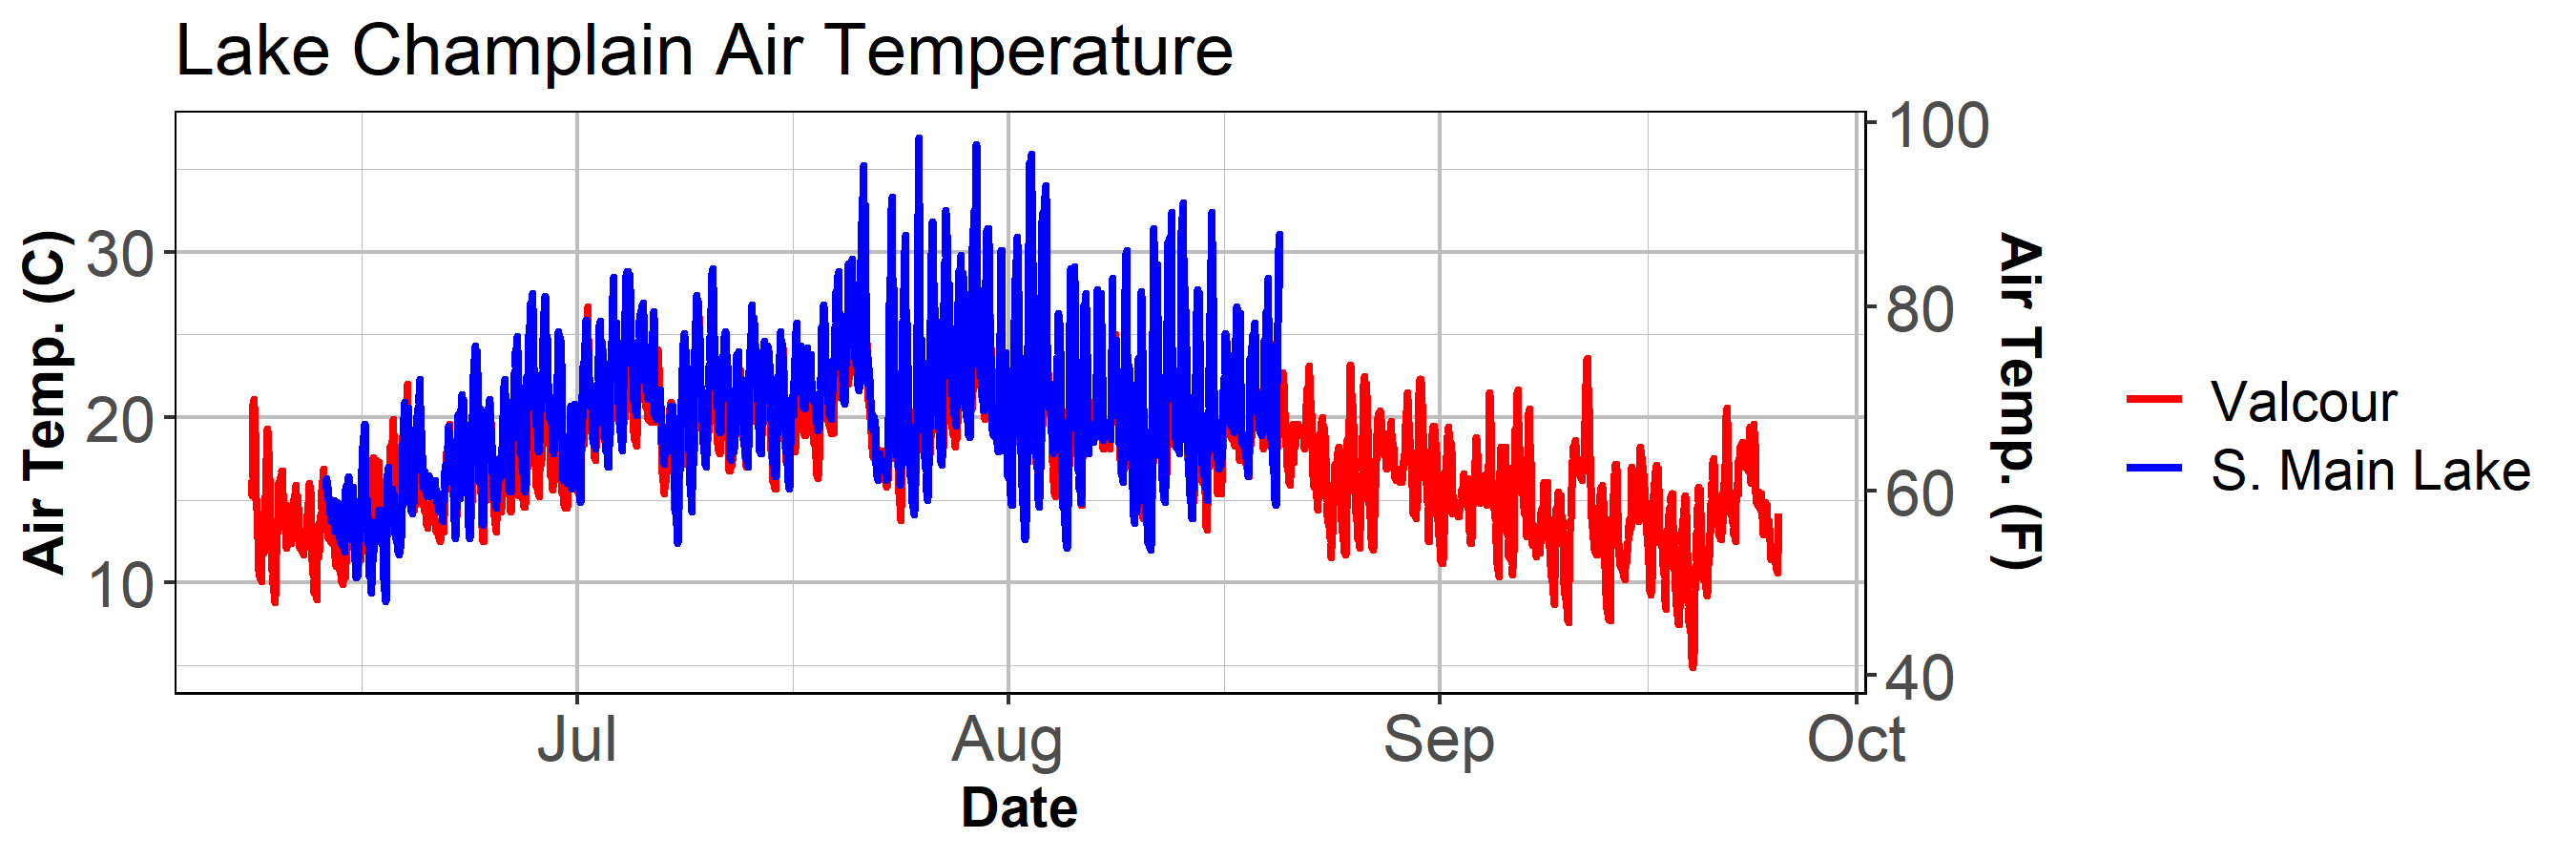 Lake Champlain Air Temperature
Air Temp. (C)
30
20
10
100
80
60
40
Air Temp. (F)
Jul
Aug
Sep
Oct
Date
Valcour
S. Main Lake